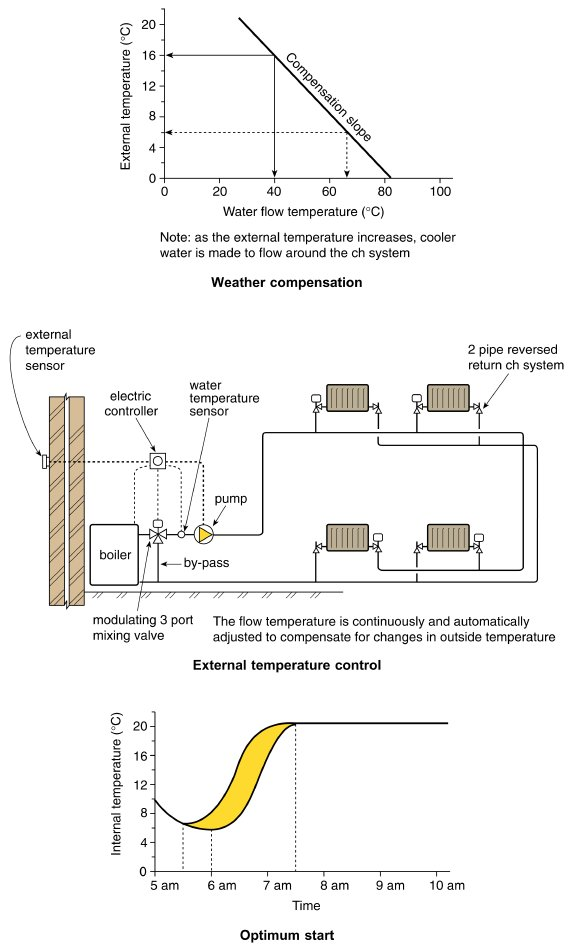 External temperature (°C)
20
16
12
8
4
0
Compensation slope
0
20
40
60
80
100
Water flow temperature (°C)
Note: as the external temperature increases, cooler
water is made to flow around the ch system
Weather compensation
external
temperature
sensor
electric
controller
water
temperature
sensor
2 pipe reversed
return ch system
pump
boiler
by-pass
modulating 3 port
mixing valve
The flow temperature is continuously and automatically
adjusted to compensate for changes in outside temperature
External temperature control
Internal temperature (°C)
20
16
12
8
4
0
5 am
6 am
7 am
8 am
9 am
10 am
Time
Optimum start